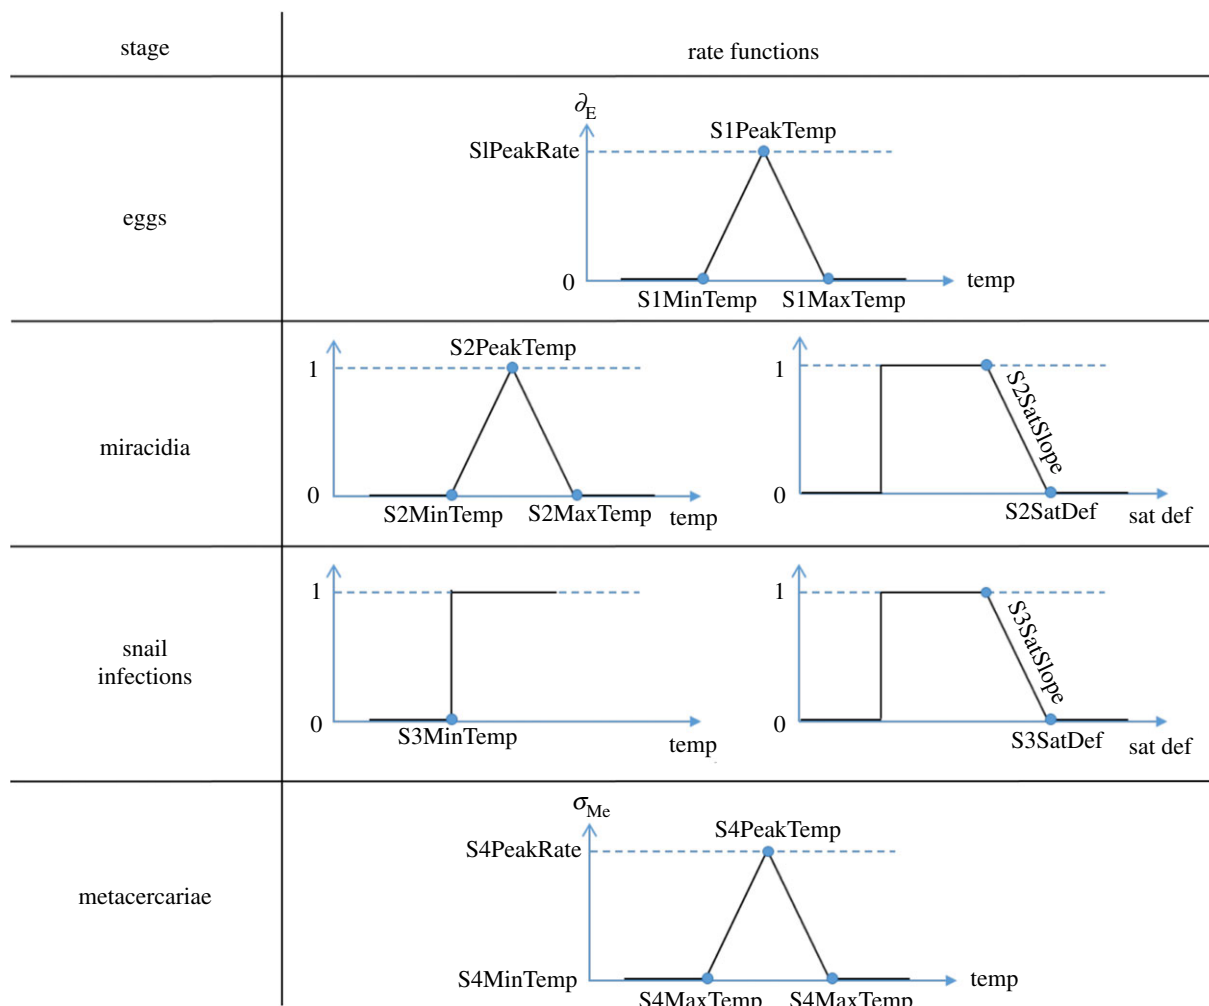 stage
rate functions
eggs
∂E
S1PeakTemp
SlPeakRate
0
temp
S1MinTemp
S1MaxTemp
miracidia
S2PeakTemp
1
0
S2MinTemp
S2MaxTemp
temp
1
S2SatSlope
0
S2SatDef
sat def
snail
infections
1
0
S3MinTemp
temp
1
S3SatSlope
0
S3SatDef
sat def
metacercariae
σMe
S4PeakTemp
S4PeakRate
S4MinTemp
temp
S4MaxTemp
S4MaxTemp